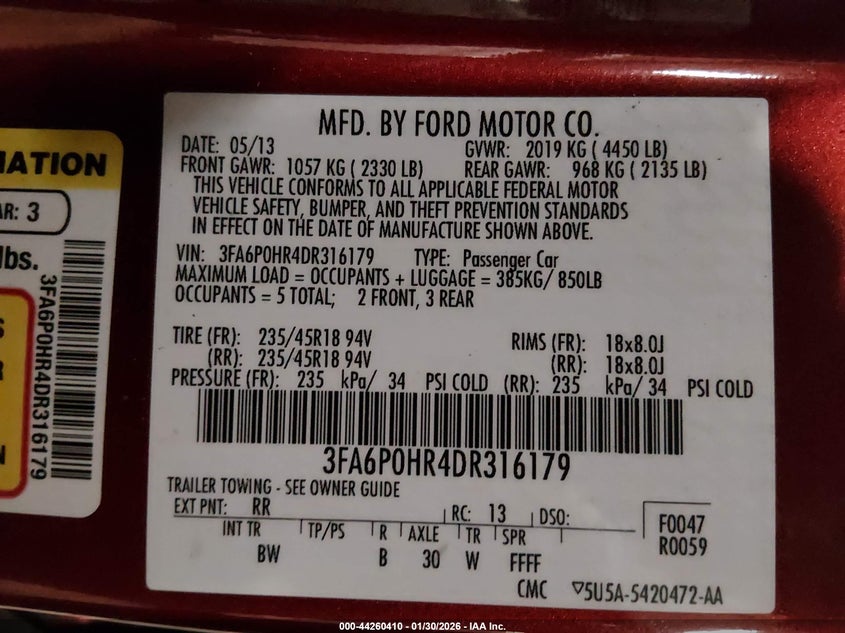 MATION
AR: 3
lbs.
3FA6P0HR4DR316179
S
R
N
MFD. BY FORD MOTOR CO.
DATE: 05/13 GVWR: 2019 KG ( 4450 LB)
FRONT GAWR: 1057 KG ( 2330 LB) REAR GAWR: 968 KG ( 2135 LB)
THIS VEHICLE CONFORMS TO ALL APPLICABLE FEDERAL MOTOR
VEHICLE SAFETY, BUMPER, AND THEFT PREVENTION STANDARDS
IN EFFECT ON THE DATE OF MANUFACTURE SHOWN ABOVE.
VIN: 3FA6P0HR4DR316179 TYPE: Passenger Car
MAXIMUM LOAD = OCCUPANTS + LUGGAGE = 385KG/ 850LB
OCCUPANTS = 5 TOTAL; 2 FRONT, 3 REAR
TIRE (FR): 235/45R18 94V RIMS (FR): 18x8.0J
(RR): 235/45R18 94V (RR): 18x8.0J
PRESSURE (FR): 235 kPa/ 34 PSI COLD (RR): 235 kPa/ 34 PSI COLD
3FA6P0HR4DR316179
TRAILER TOWING - SEE OWNER GUIDE
EXT PNT: RR RC: 13 DSO: F0047
INT TR TP/PS R AXLE TR SPR R0059
BW B 30 W FFFF
CMC 5U5A-5420472-AA
000-44260410 - 01/30/2026 - IAA Inc.